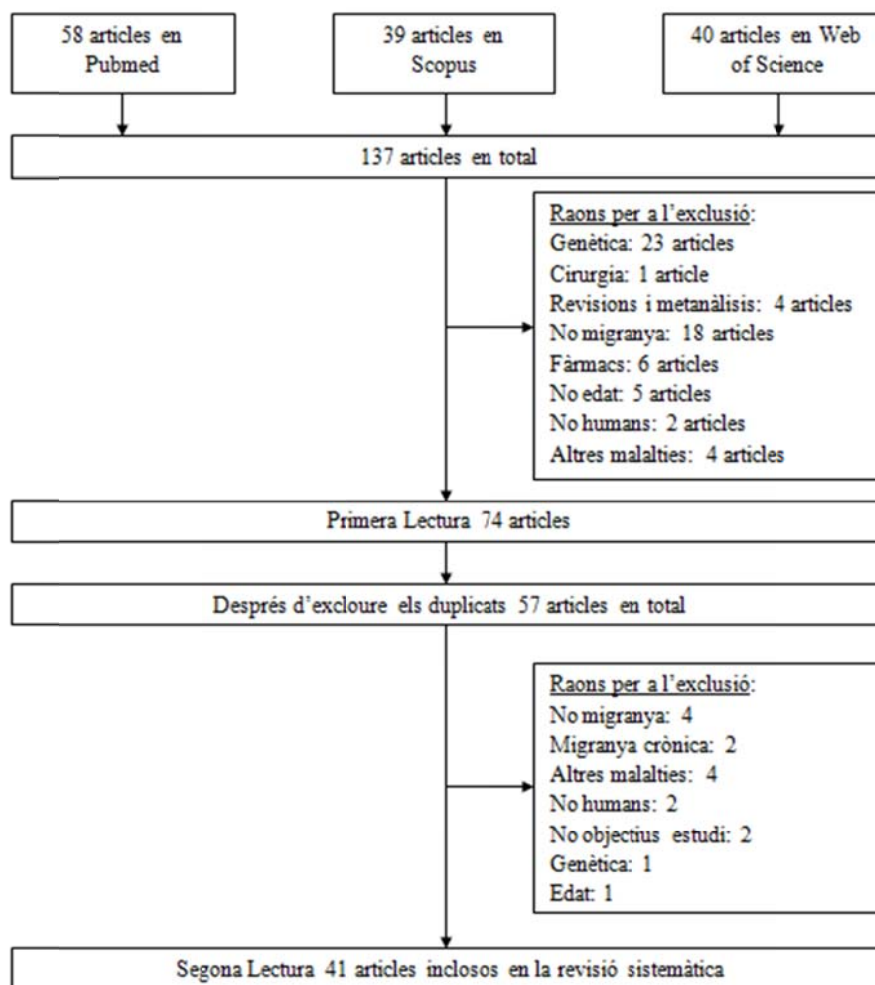 58 articles en
Pubmed
39 articles en
Scopus
40 articles en Web
of Science
137 articles en total
Raons per a l’exclusió:
Genètica: 23 articles
Cirurgia: 1 article
Revisions i metanàlisis: 4 articles
No migranya: 18 articles
Fàrmacs: 6 articles
No edat: 5 articles
No humans: 2 articles
Altres malalties: 4 articles
Primera Lectura 74 articles
Després d’excloure els duplicats 57 articles en total
Raons per a l’exclusió:
No migranya: 4
Migranya crònica: 2
Altres malalties: 4
No humans: 2
No objectius estudi: 2
Genètica: 1
Edat: 1
Segona Lectura 41 articles inclosos en la revisió sistemàtica